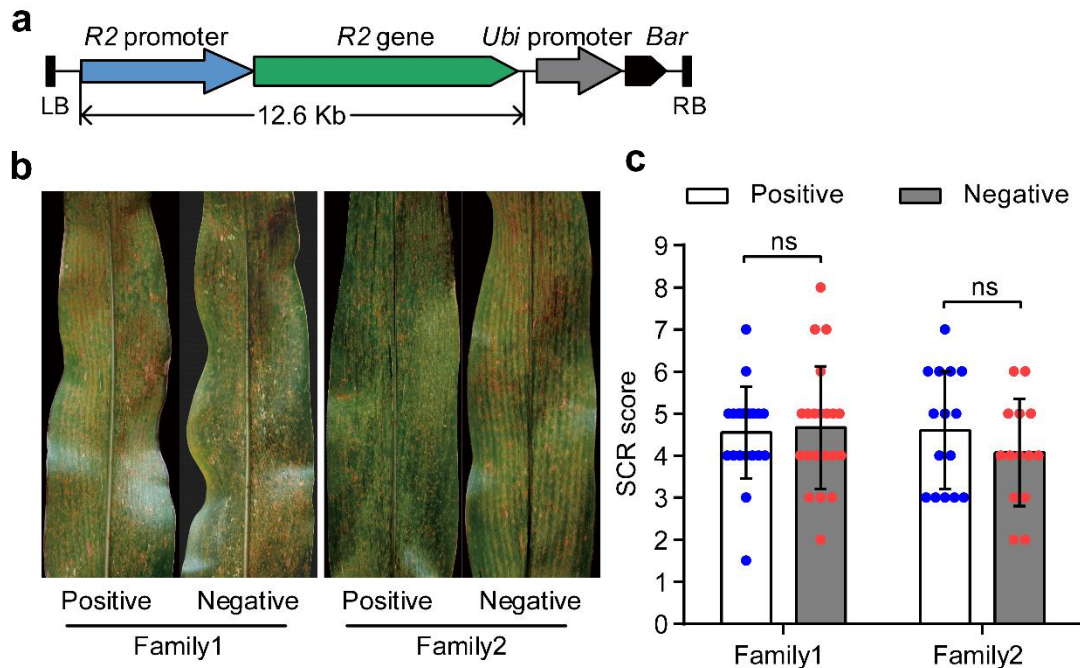 a
R2 promoter R2 gene Ubi promoter Bar
LB RB
12.6 Kb
b
Positive Negative Positive Negative
Family1 Family2
c
Positive Negative
ns
ns
SCR score
9
8
7
6
5
4
3
2
1
0
Family1 Family2